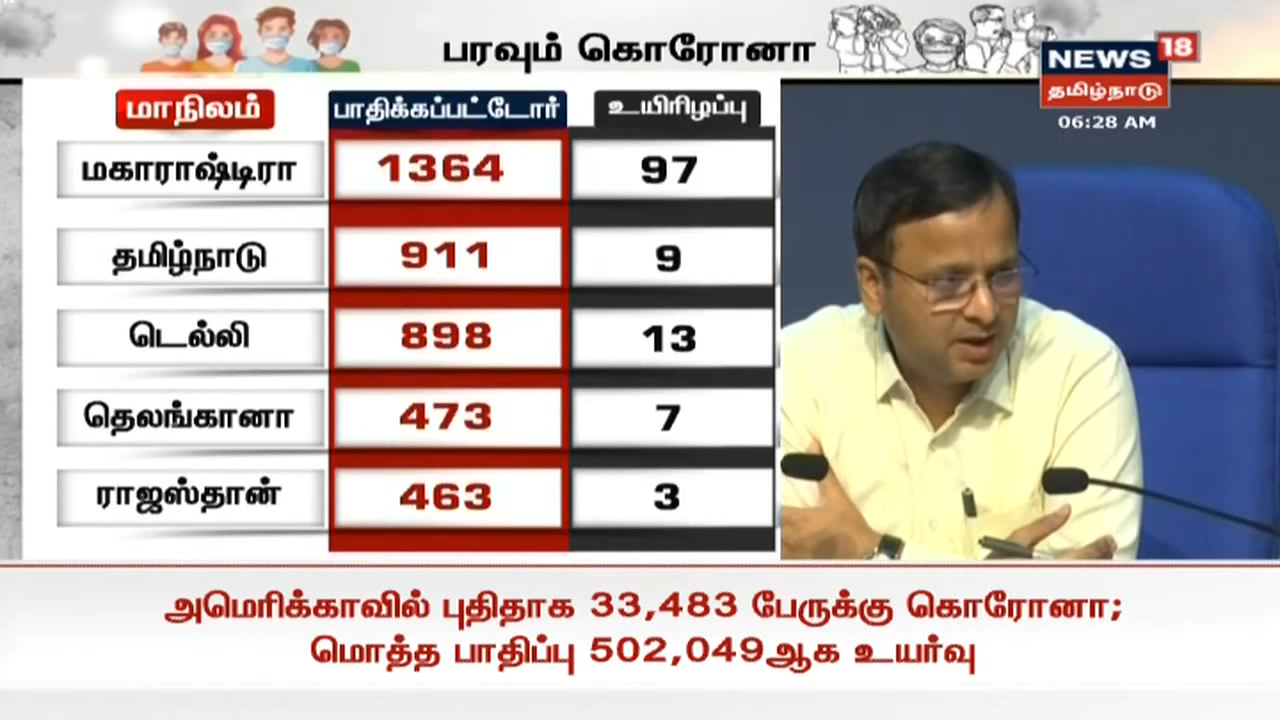 பரவும் கொரோனா
NEWS 18
தமிழ்நாடு
06:28 AM
மாநிலம் பாதிக்கப்பட்டோர் உயிரிழப்பு
மகாராஷ்டிரா 1364 97
தமிழ்நாடு 911 9
டெல்லி 898 13
தெலங்கானா 473 7
ராஜஸ்தான் 463 3
அமெரிக்காவில் புதிதாக 33,483 பேருக்கு கொரோனா;
மொத்த பாதிப்பு 502,049ஆக உயர்வு